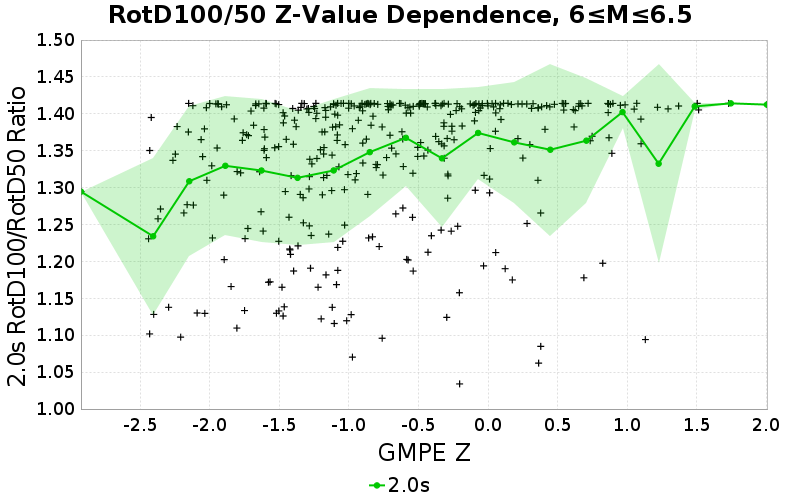 RotD100/50 Z-Value Dependence, 6≤M≤6.5
2.0s RotD100/RotD50 Ratio
1.50
1.45
1.40
1.35
1.30
1.25
1.20
1.15
1.10
1.05
1.00
-2.5 -2.0 -1.5 -1.0 -0.5 0.0 0.5 1.0 1.5 2.0
GMPE Z
2.0s